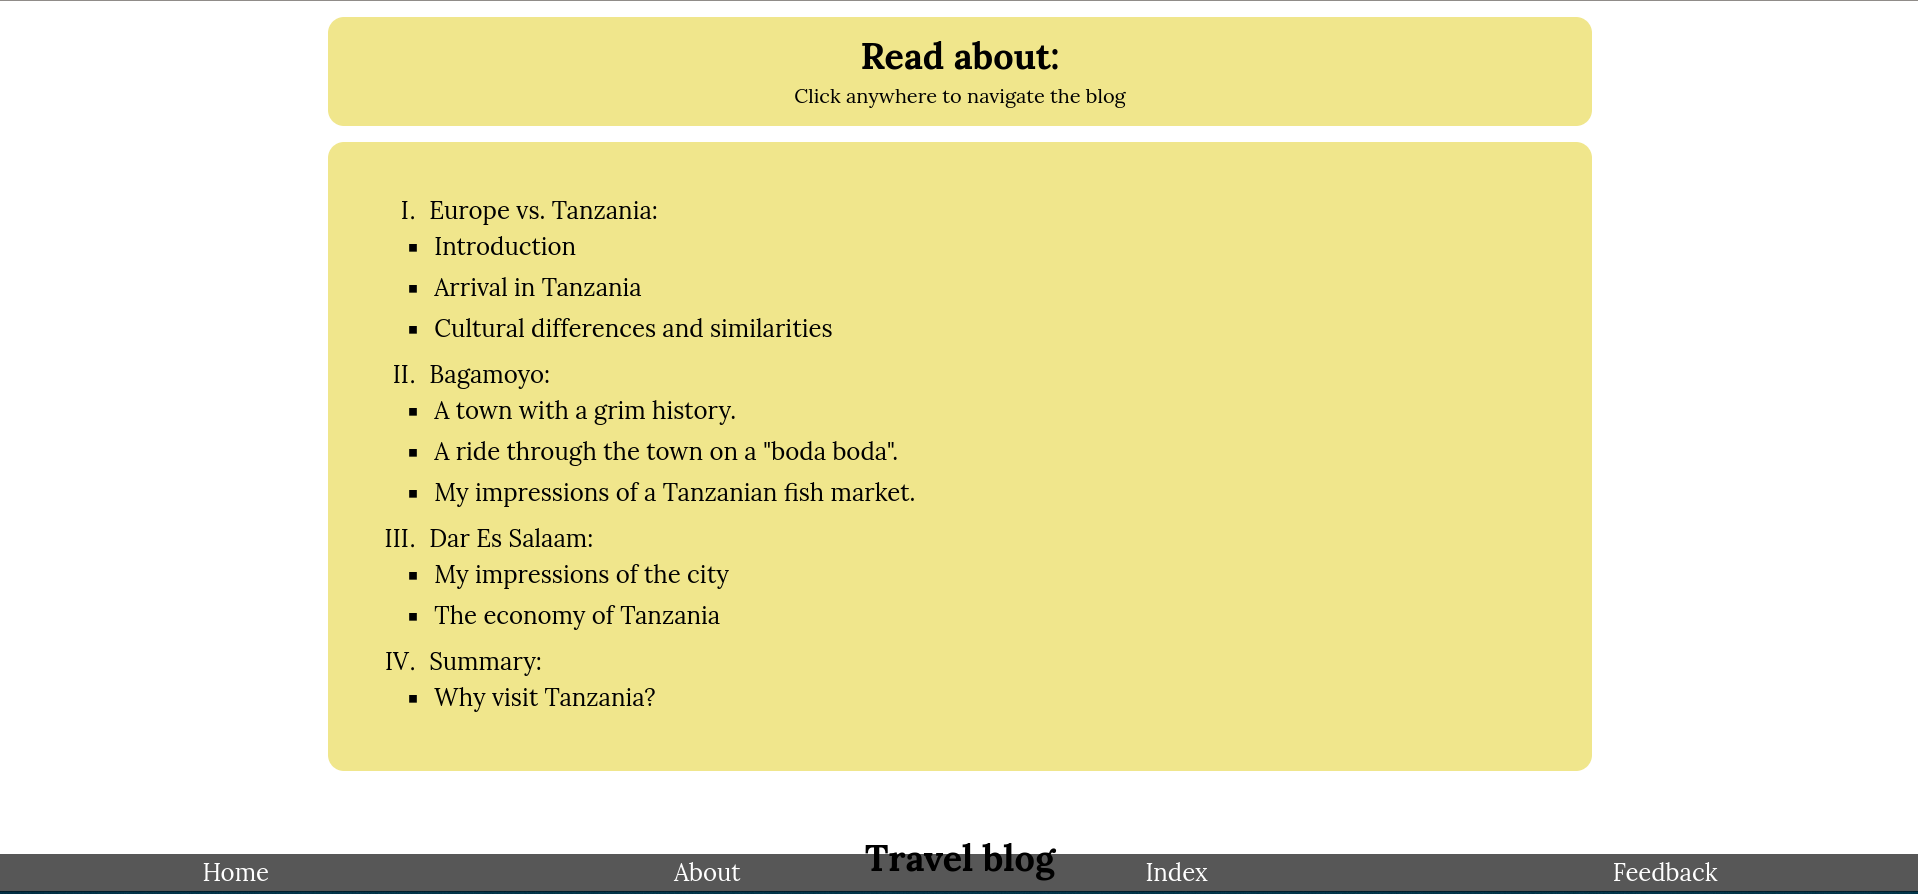 Read about:
Click anywhere to navigate the blog
I. Europe vs. Tanzania:
▪ Introduction
▪ Arrival in Tanzania
▪ Cultural differences and similarities
II. Bagamoyo:
▪ A town with a grim history.
▪ A ride through the town on a "boda boda".
▪ My impressions of a Tanzanian fish market.
III. Dar Es Salaam:
▪ My impressions of the city
▪ The economy of Tanzania
IV. Summary:
▪ Why visit Tanzania?
Travel blog
Home About Index Feedback